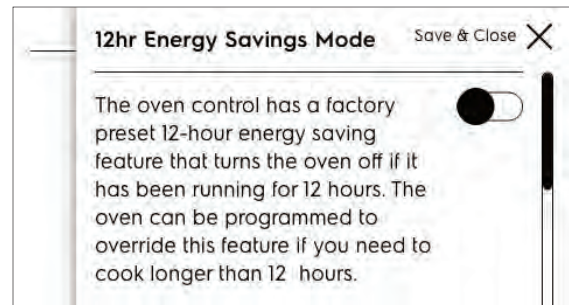 12hr Energy Savings Mode Save & Close
The oven control has a factory
preset 12-hour energy saving
feature that turns the oven off if it
has been running for 12 hours. The
oven can be programmed to
override this feature if you need to
cook longer than 12 hours.